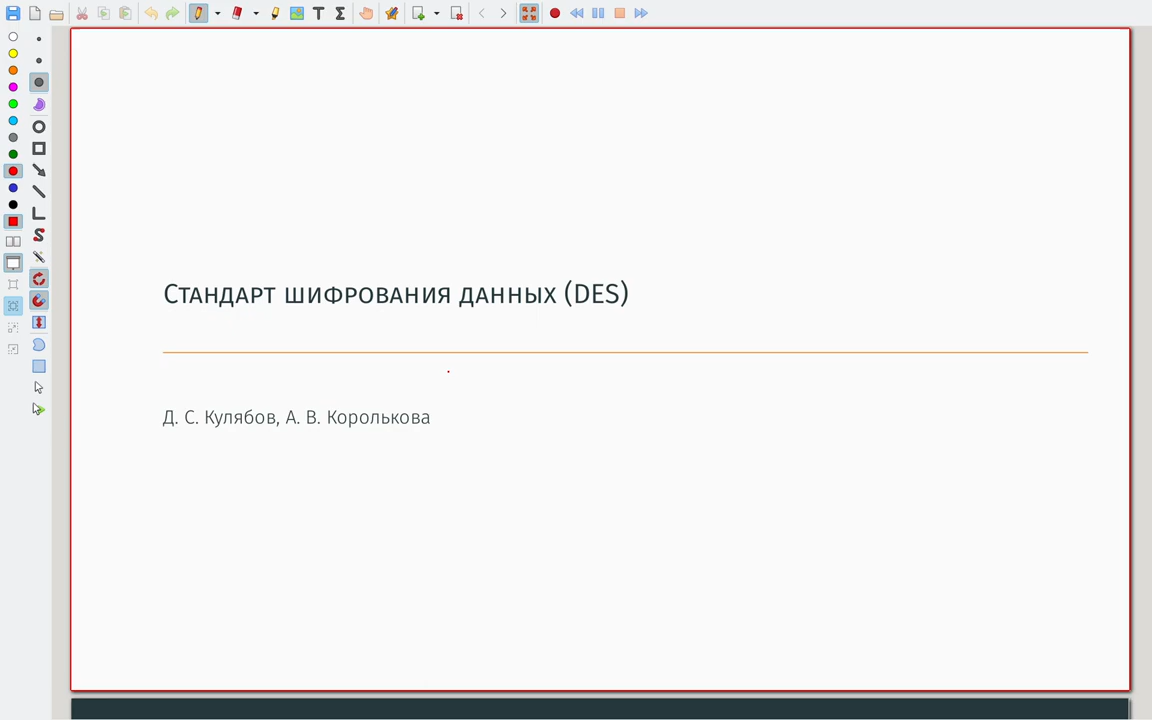 Стандарт шифрования данных (DES)
Д. С. Кулябов, А. В. Королькова